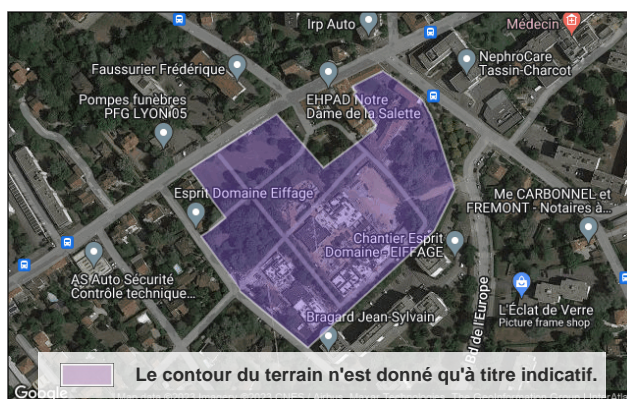 Irp Auto
Médecin
Faussurier Frédérique
NephroCare
Tassin-Charcot
Pompes funèbres
PFG LYON 05
EHPAD Notre
Dame de la Salette
Esprit Domaine Eiffage
Me CARBONNEL et
FREMONT - Notaires à...
Chantier Esprit
Domaine - EIFFAGE
AS Auto Sécurité
Contrôle technique...
Bd de l'Europe
L'Éclat de Verre
Picture frame shop
Bragard Jean-Sylvain
Le contour du terrain n'est donné qu'à titre indicatif.
Google